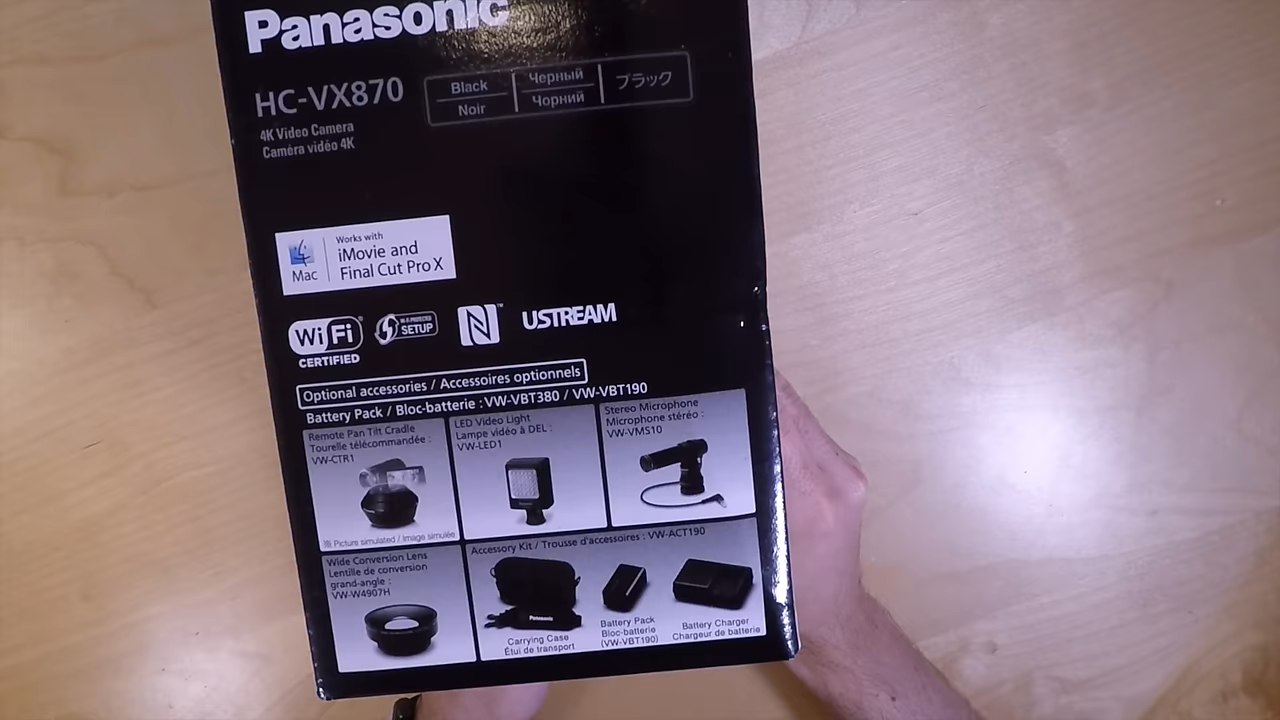 Panasonic
HC-VX870
4K Video Camera
Caméra vidéo 4K
Black
Noir
Черный
Чорний
ブラック
Mac
Works with
iMovie and
Final Cut Pro X
Wi Fi
CERTIFIED
WI-FI PROTECTED
SETUP
USTREAM
Optional accessories / Accessoires optionnels
Battery Pack / Bloc-batterie : VW-VBT380 / VW-VBT190
Remote Pan Tilt Cradle
Tourelle télécommandée :
VW-CTR1
※ Picture simulated / Image simulée
LED Video Light
Lampe vidéo à DEL :
VW-LED1
Stereo Microphone
Microphone stéréo :
VW-VMS10
Wide Conversion Lens
Lentille de conversion
grand-angle :
VW-W4907H
Accessory Kit / Trousse d'accessoires : VW-ACT190
Panasonic
Carrying Case
Étui de transport
Battery Pack
Bloc-batterie
(VW-VBT190)
Battery Charger
Chargeur de batterie